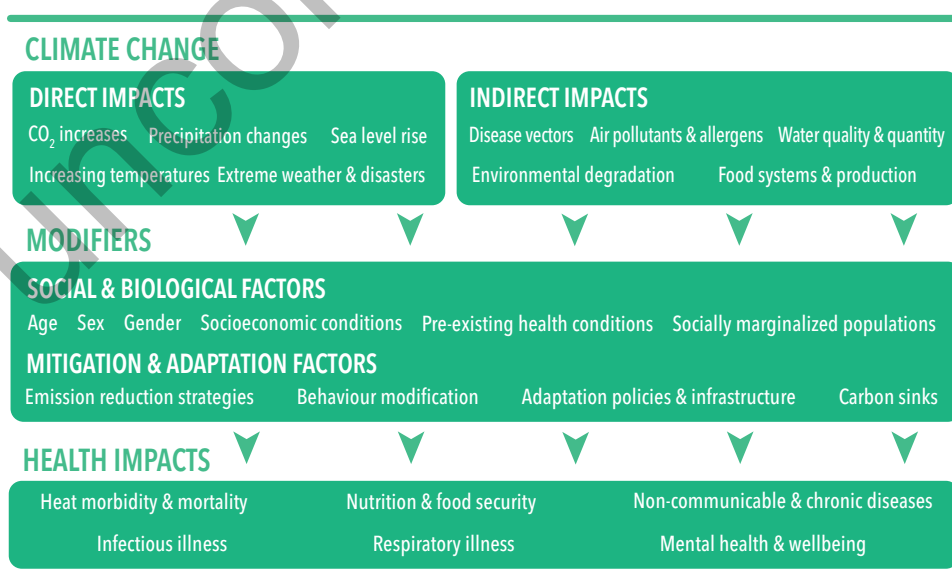 CLIMATE CHANGE
DIRECT IMPACTS
CO₂ increases Precipitation changes Sea level rise
Increasing temperatures Extreme weather & disasters
INDIRECT IMPACTS
Disease vectors Air pollutants & allergens Water quality & quantity
Environmental degradation Food systems & production
MODIFIERS
SOCIAL & BIOLOGICAL FACTORS
Age Sex Gender Socioeconomic conditions Pre-existing health conditions Socially marginalized populations
MITIGATION & ADAPTATION FACTORS
Emission reduction strategies Behaviour modification Adaptation policies & infrastructure Carbon sinks
HEALTH IMPACTS
Heat morbidity & mortality Nutrition & food security Non-communicable & chronic diseases
Infectious illness Respiratory illness Mental health & wellbeing
unco